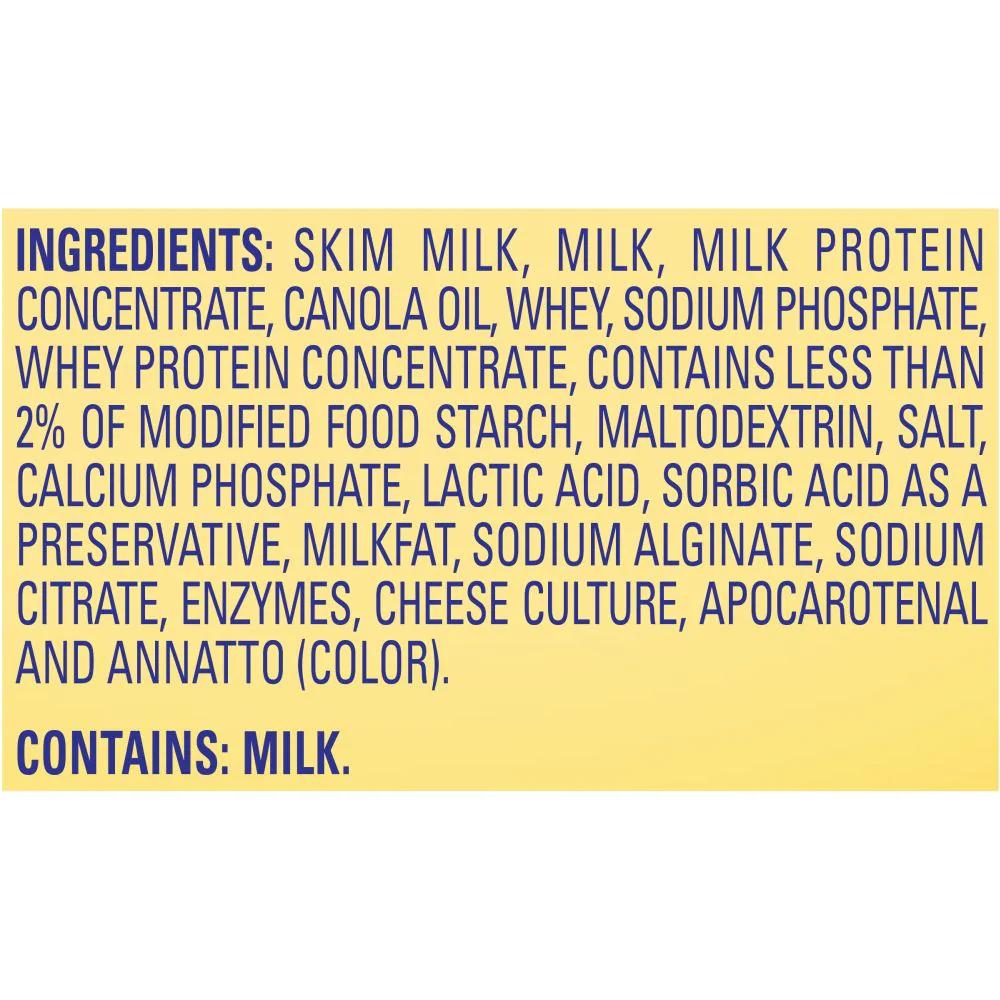 INGREDIENTS: SKIM MILK, MILK, MILK PROTEIN
CONCENTRATE, CANOLA OIL, WHEY, SODIUM PHOSPHATE,
WHEY PROTEIN CONCENTRATE, CONTAINS LESS THAN
2% OF MODIFIED FOOD STARCH, MALTODEXTRIN, SALT,
CALCIUM PHOSPHATE, LACTIC ACID, SORBIC ACID AS A
PRESERVATIVE, MILKFAT, SODIUM ALGINATE, SODIUM
CITRATE, ENZYMES, CHEESE CULTURE, APOCAROTENAL
AND ANNATTO (COLOR).
CONTAINS: MILK.